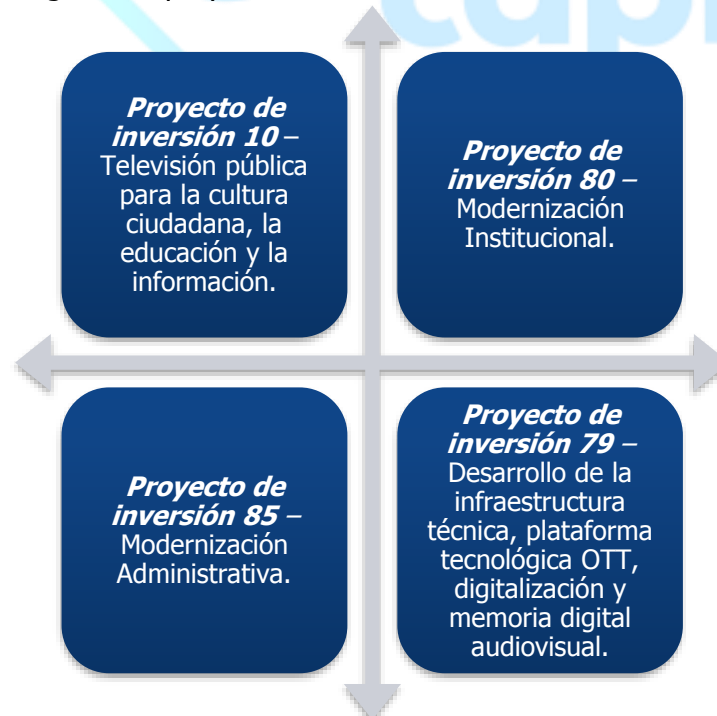 Proyecto de
inversión 10 –
Televisión pública
para la cultura
ciudadana, la
educación y la
información.
Proyecto de
inversión 80 –
Modernización
Institucional.
Proyecto de
inversión 85 –
Modernización
Administrativa.
Proyecto de
inversión 79 –
Desarrollo de la
infraestructura
técnica, plataforma
tecnológica OTT,
digitalización y
memoria digital
audiovisual.